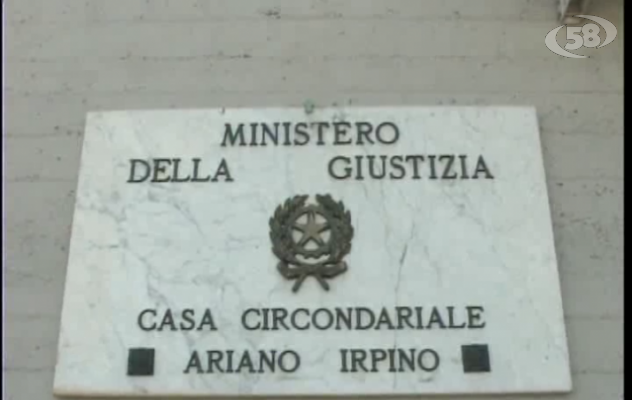 58
MINISTERO
DELLA GIUSTIZIA
CASA CIRCONDARIALE
ARIANO IRPINO